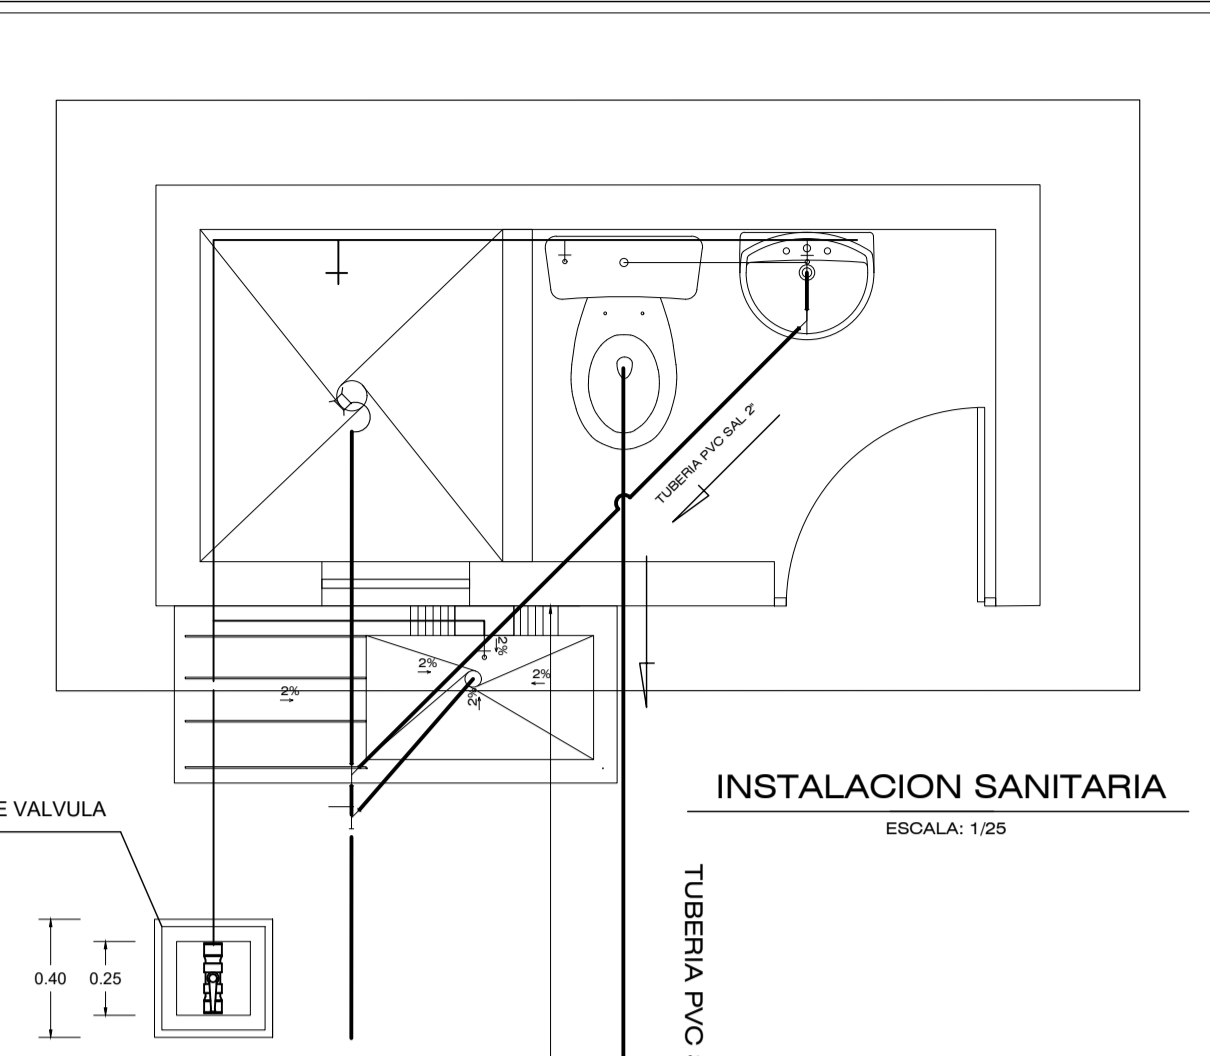 TUBERIA PVC SAL 2"
2%
2%
2%
2%
2%
INSTALACION SANITARIA
ESCALA: 1/25
E VALVULA
TUBERIA PVC
0.40
0.25